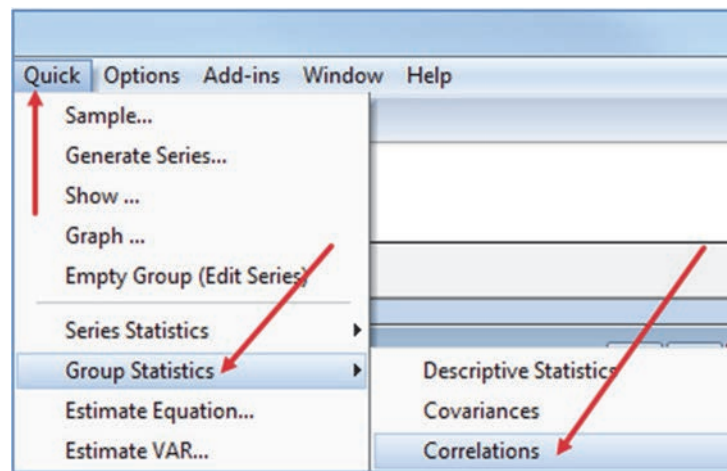 Quick Options Add-ins Window Help
Sample...
Generate Series...
Show ...
Graph ...
Empty Group (Edit Series)
Series Statistics
Group Statistics
Estimate Equation...
Estimate VAR...
Descriptive Statistics
Covariances
Correlations